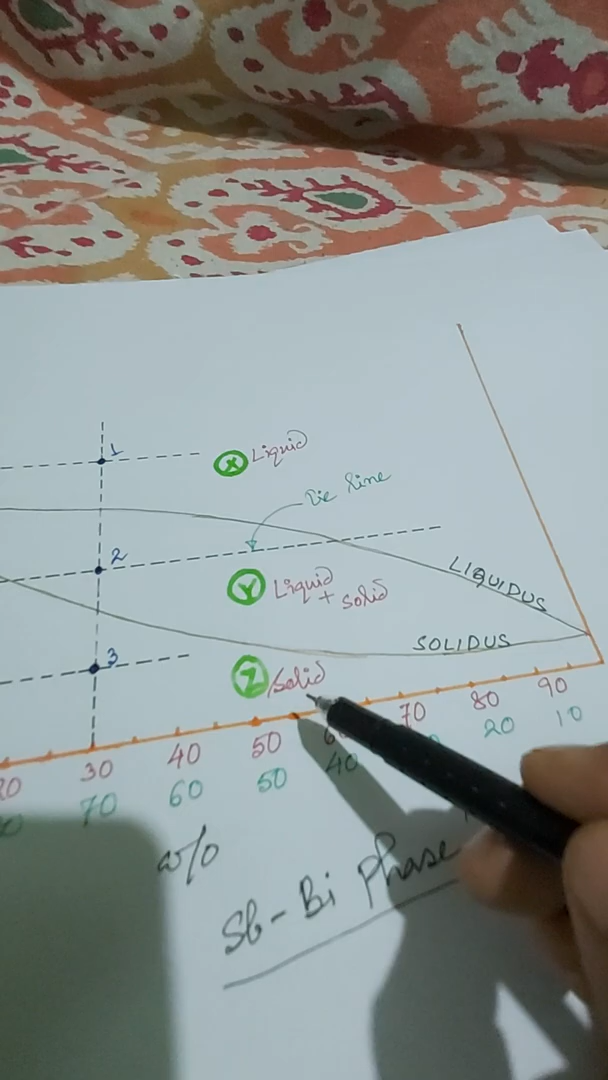 1
X Liquid
Tie line
2
Y Liquid
+ Solid
LIQUIDUS
SOLIDUS
3
Z Solid
30 40 50 70 80 90
70 60 50 40 20 10
w/o
Sb-Bi Phase